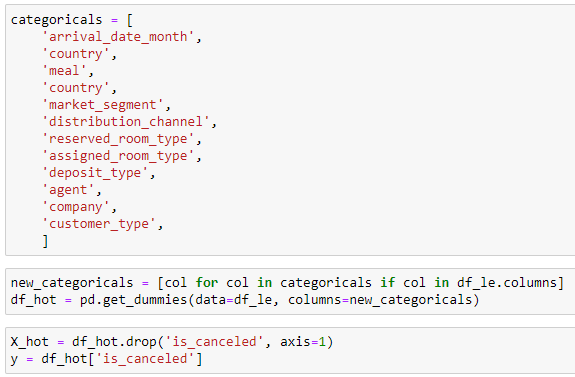 categoricals = [
    'arrival_date_month',
    'country',
    'meal',
    'country',
    'market_segment',
    'distribution_channel',
    'reserved_room_type',
    'assigned_room_type',
    'deposit_type',
    'agent',
    'company',
    'customer_type',
    ]
new_categoricals = [col for col in categoricals if col in df_le.columns]
df_hot = pd.get_dummies(data=df_le, columns=new_categoricals)
X_hot = df_hot.drop('is_canceled', axis=1)
y = df_hot['is_canceled']